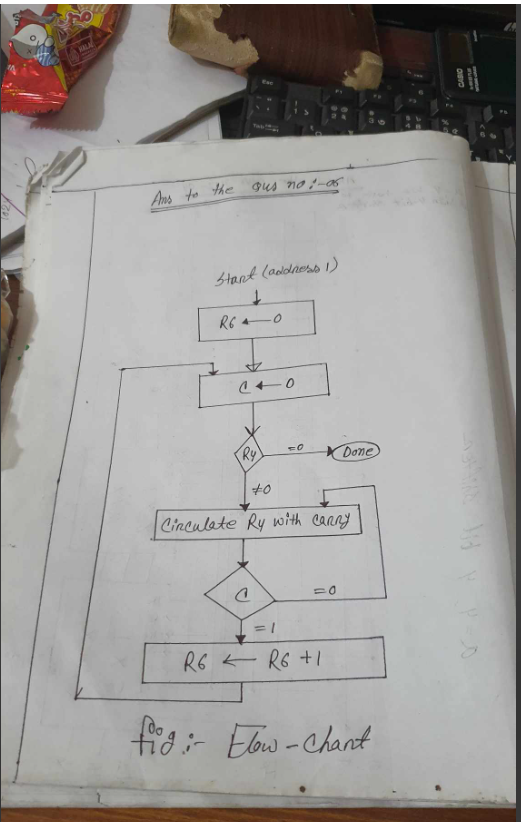 Ans to the Qus no:-05
Start (address 1)
R6 ← 0
C ← 0
R4
=0
Done
≠0
Circulate R4 with carry
C
=0
=1
R6 ← R6 +1
fig :- Flow-chart
CASIO